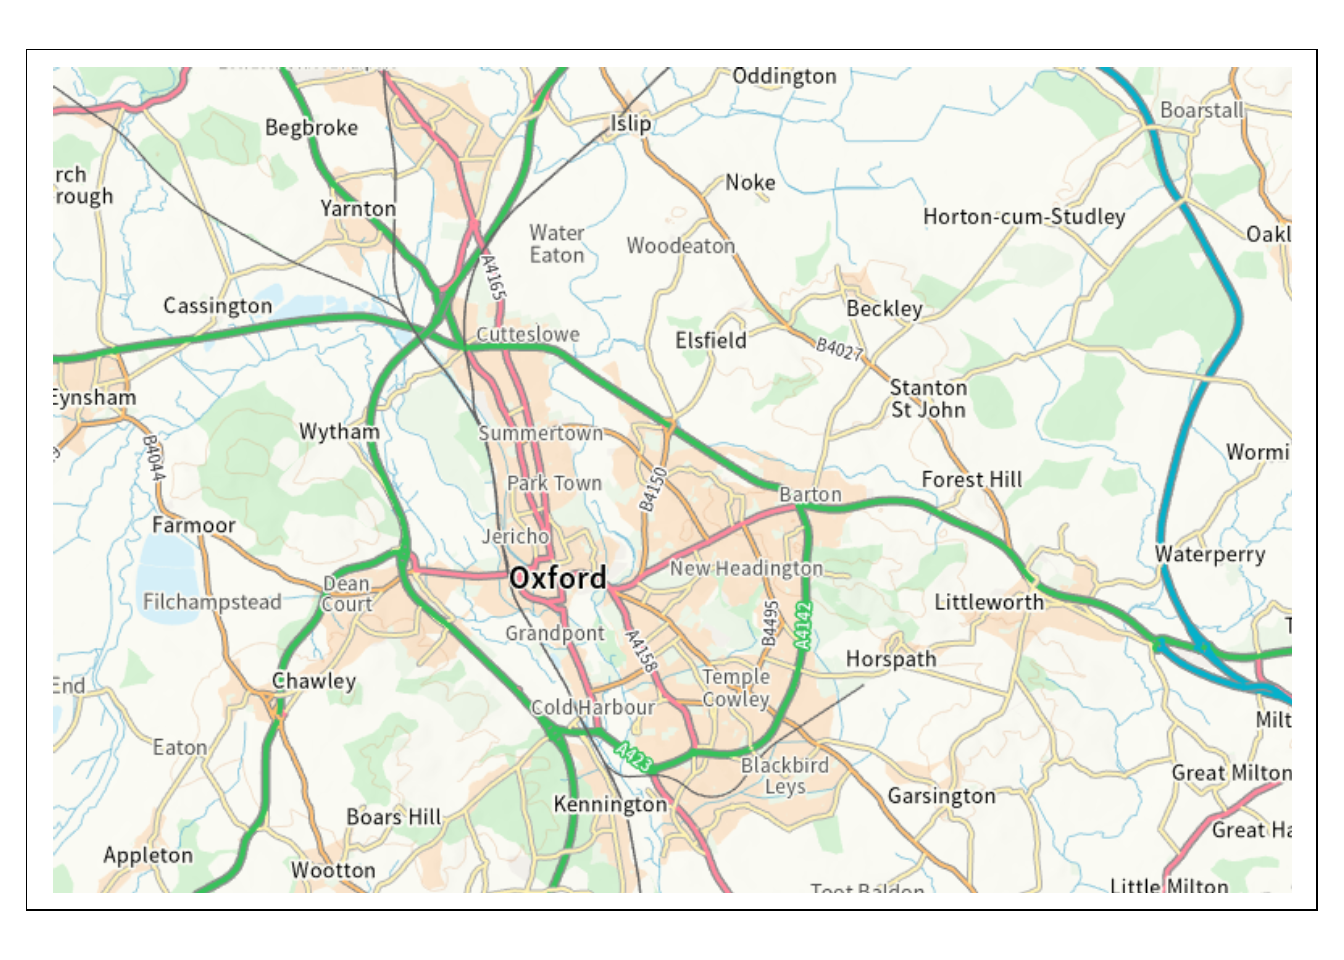 Oddington
Boarstall
Begbroke
Islip
rch
rough
Noke
Yarnton
Horton-cum-Studley
Water
Eaton
Woodeaton
Oakl
A4165
Cassington
Beckley
Cutteslowe
Elsfield
B4027
Stanton
St John
Eynsham
Wytham
Summertown
B4044
Wormi
Park Town
B4150
Barton
Forest Hill
Farmoor
Jericho
Waterperry
Oxford
New Headington
Dean
Court
Filchampstead
Littleworth
B4495
A4142
Grandpont
A4158
T
Horspath
End
Chawley
Temple
Cowley
Cold Harbour
Milt
Eaton
A423
Blackbird
Leys
Great Milton
Kennington
Garsington
Boars Hill
Great Ha
Appleton
Wootton
Toot Baldon
Little Milton